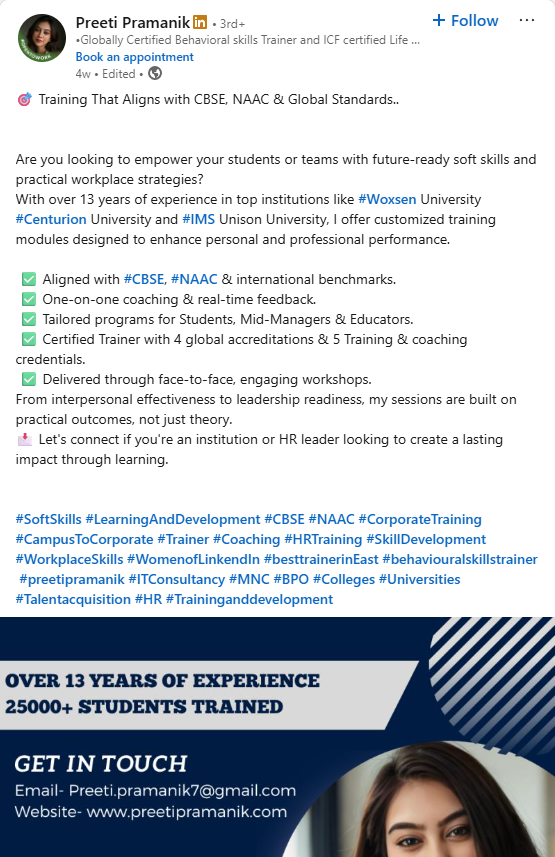 Preeti Pramanik in • 3rd+
+ Follow ...
•Globally Certified Behavioral skills Trainer and ICF certified Life ...
Book an appointment
4w • Edited •
🎯 Training That Aligns with CBSE, NAAC & Global Standards..
Are you looking to empower your students or teams with future-ready soft skills and
practical workplace strategies?
With over 13 years of experience in top institutions like #Woxsen University
#Centurion University and #IMS Unison University, I offer customized training
modules designed to enhance personal and professional performance.
✅ Aligned with #CBSE, #NAAC & international benchmarks.
✅ One-on-one coaching & real-time feedback.
✅ Tailored programs for Students, Mid-Managers & Educators.
✅ Certified Trainer with 4 global accreditations & 5 Training & coaching
credentials.
✅ Delivered through face-to-face, engaging workshops.
From interpersonal effectiveness to leadership readiness, my sessions are built on
practical outcomes, not just theory.
📩 Let's connect if you're an institution or HR leader looking to create a lasting
impact through learning.
#SoftSkills #LearningAndDevelopment #CBSE #NAAC #CorporateTraining
#CampusToCorporate #Trainer #Coaching #HRTraining #SkillDevelopment
#WorkplaceSkills #WomenofLinkendIn #besttrainerinEast #behaviouralskillstrainer
#preetipramanik #ITConsultancy #MNC #BPO #Colleges #Universities
#Talentacquisition #HR #Traininganddevelopment
OVER 13 YEARS OF EXPERIENCE
25000+ STUDENTS TRAINED
GET IN TOUCH
Email- Preeti.pramanik7@gmail.com
Website- www.preetipramanik.com